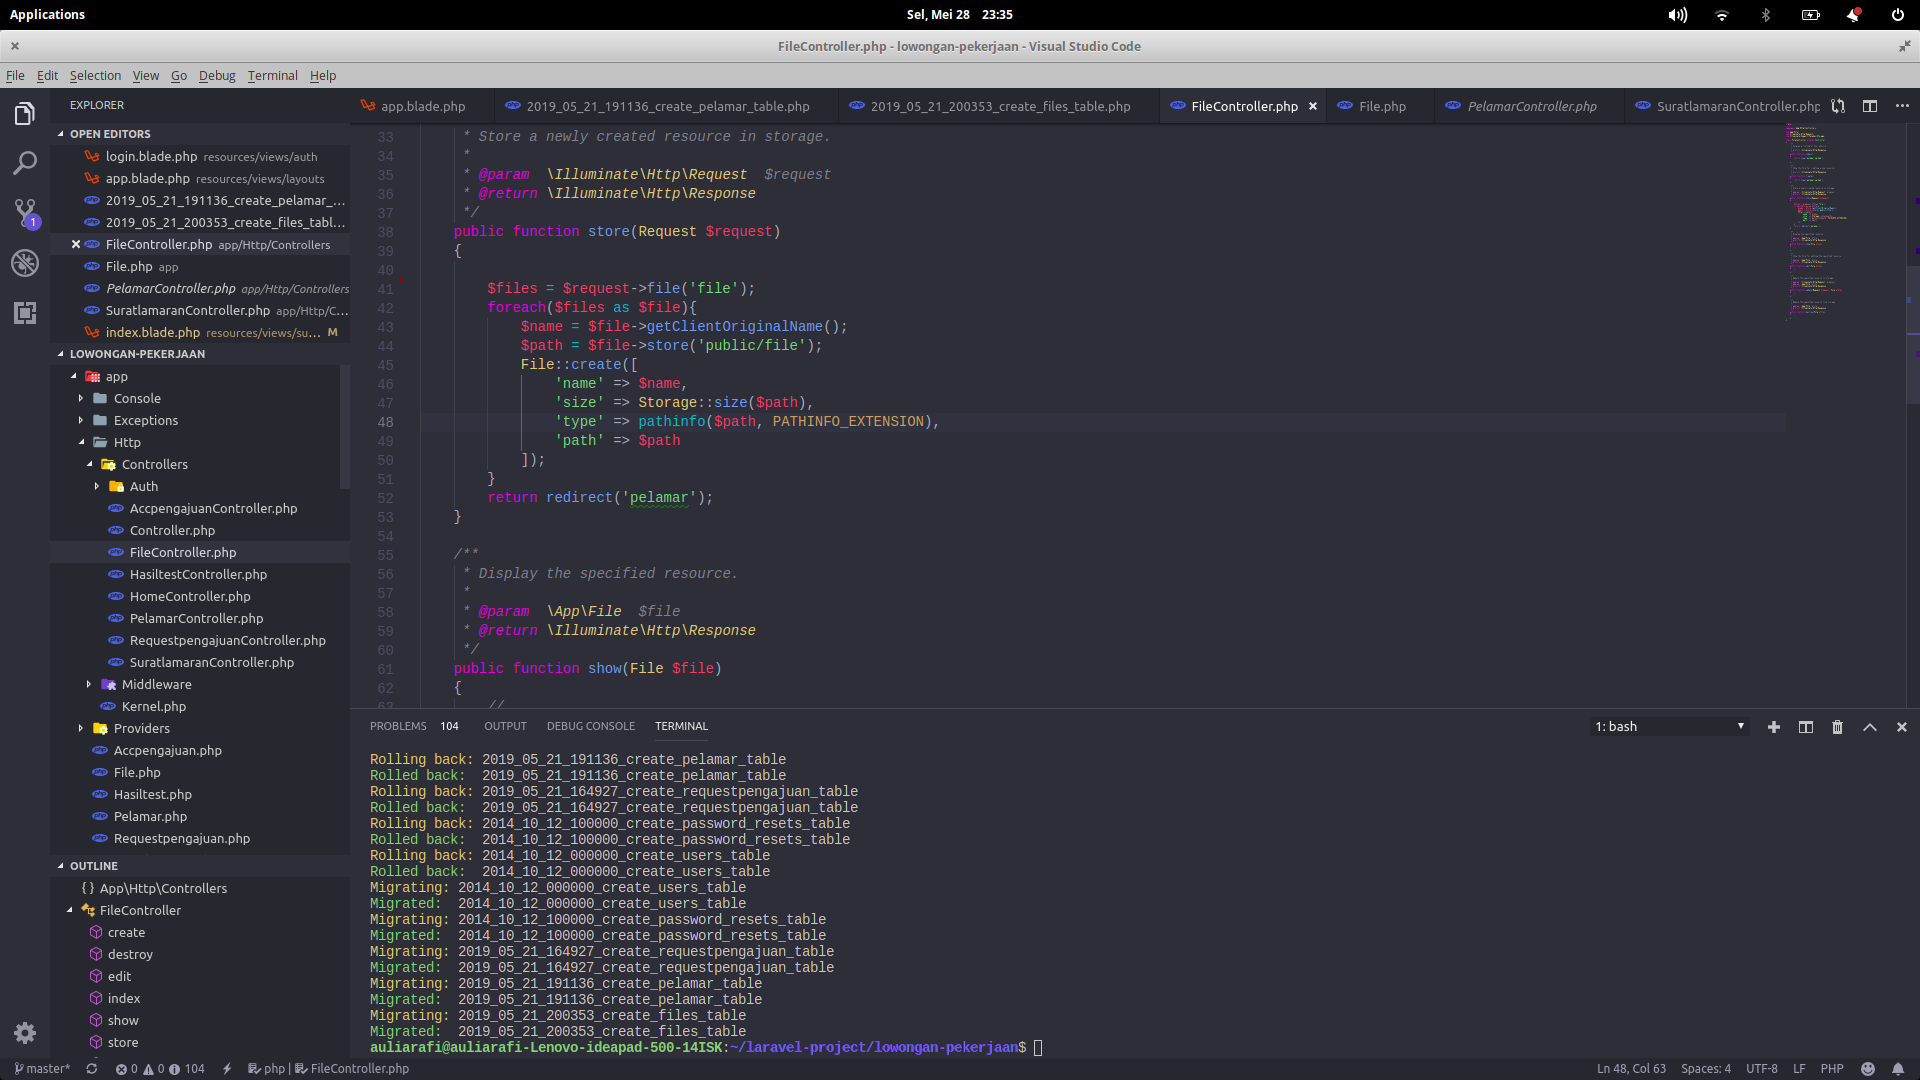 Applications
Sel, Mei 28 23:35
FileController.php - lowongan-pekerjaan - Visual Studio Code
File Edit Selection View Go Debug Terminal Help
EXPLORER
OPEN EDITORS
login.blade.php resources/views/auth
app.blade.php resources/views/layouts
2019_05_21_191136_create_pelamar_...
2019_05_21_200353_create_files_tabl...
FileController.php app/Http/Controllers
File.php app
PelamarController.php app/Http/Controllers
SuratlamaranController.php app/Http/C...
index.blade.php resources/views/su... M
1
LOWONGAN-PEKERJAAN
app
Console
Exceptions
Http
Controllers
Auth
AccpengajuanController.php
Controller.php
FileController.php
HasiltestController.php
HomeController.php
PelamarController.php
RequestpengajuanController.php
SuratlamaranController.php
Middleware
Kernel.php
Providers
Accpengajuan.php
File.php
Hasiltest.php
Pelamar.php
Requestpengajuan.php
OUTLINE
{} App\Http\Controllers
FileController
create
destroy
edit
index
show
store
app.blade.php 2019_05_21_191136_create_pelamar_table.php 2019_05_21_200353_create_files_table.php FileController.php File.php PelamarController.php SuratlamaranController.php
33 * Store a newly created resource in storage.
34 *
35 * @param \Illuminate\Http\Request $request
36 * @return \Illuminate\Http\Response
37 */
38 public function store(Request $request)
39 {
40
41 $files = $request->file('file');
42 foreach($files as $file){
43 $name = $file->getClientOriginalName();
44 $path = $file->store('public/file');
45 File::create([
46 'name' => $name,
47 'size' => Storage::size($path),
48 'type' => pathinfo($path, PATHINFO_EXTENSION),
49 'path' => $path
50 ]);
51 }
52 return redirect('pelamar');
53 }
54
55 /**
56 * Display the specified resource.
57 *
58 * @param \App\File $file
59 * @return \Illuminate\Http\Response
60 */
61 public function show(File $file)
62 {
63 //
PROBLEMS 104 OUTPUT DEBUG CONSOLE TERMINAL 1: bash
Rolling back: 2019_05_21_191136_create_pelamar_table
Rolled back: 2019_05_21_191136_create_pelamar_table
Rolling back: 2019_05_21_164927_create_requestpengajuan_table
Rolled back: 2019_05_21_164927_create_requestpengajuan_table
Rolling back: 2014_10_12_100000_create_password_resets_table
Rolled back: 2014_10_12_100000_create_password_resets_table
Rolling back: 2014_10_12_000000_create_users_table
Rolled back: 2014_10_12_000000_create_users_table
Migrating: 2014_10_12_000000_create_users_table
Migrated: 2014_10_12_000000_create_users_table
Migrating: 2014_10_12_100000_create_password_resets_table
Migrated: 2014_10_12_100000_create_password_resets_table
Migrating: 2019_05_21_164927_create_requestpengajuan_table
Migrated: 2019_05_21_164927_create_requestpengajuan_table
Migrating: 2019_05_21_191136_create_pelamar_table
Migrated: 2019_05_21_191136_create_pelamar_table
Migrating: 2019_05_21_200353_create_files_table
Migrated: 2019_05_21_200353_create_files_table
auliarafi@auliarafi-Lenovo-ideapad-500-14ISK:~/laravel-project/lowongan-pekerjaan$
master* 0 0 104 php | FileController.php Ln 48, Col 63 Spaces: 4 UTF-8 LF PHP